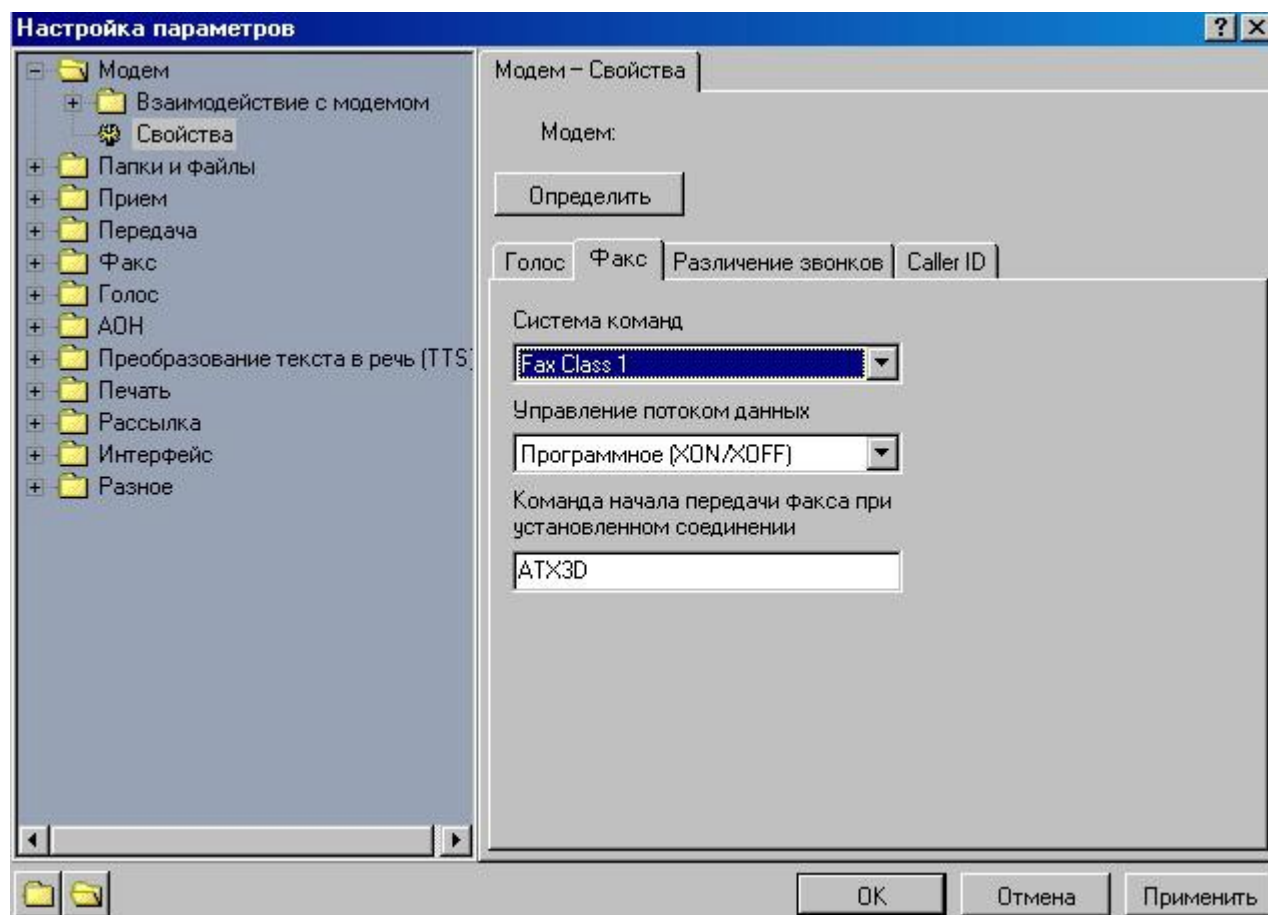 Настройка параметров
Модем
Взаимодействие с модемом
Свойства
Папки и файлы
Прием
Передача
Факс
Голос
АОН
Преобразование текста в речь (TTS)
Печать
Рассылка
Интерфейс
Разное
Модем – Свойства
Модем:
Определить
Голос
Факс
Различение звонков
Caller ID
Система команд
Fax Class 1
Управление потоком данных
Программное (XON/XOFF)
Команда начала передачи факса при
установленном соединении
ATX3D
OK
Отмена
Применить